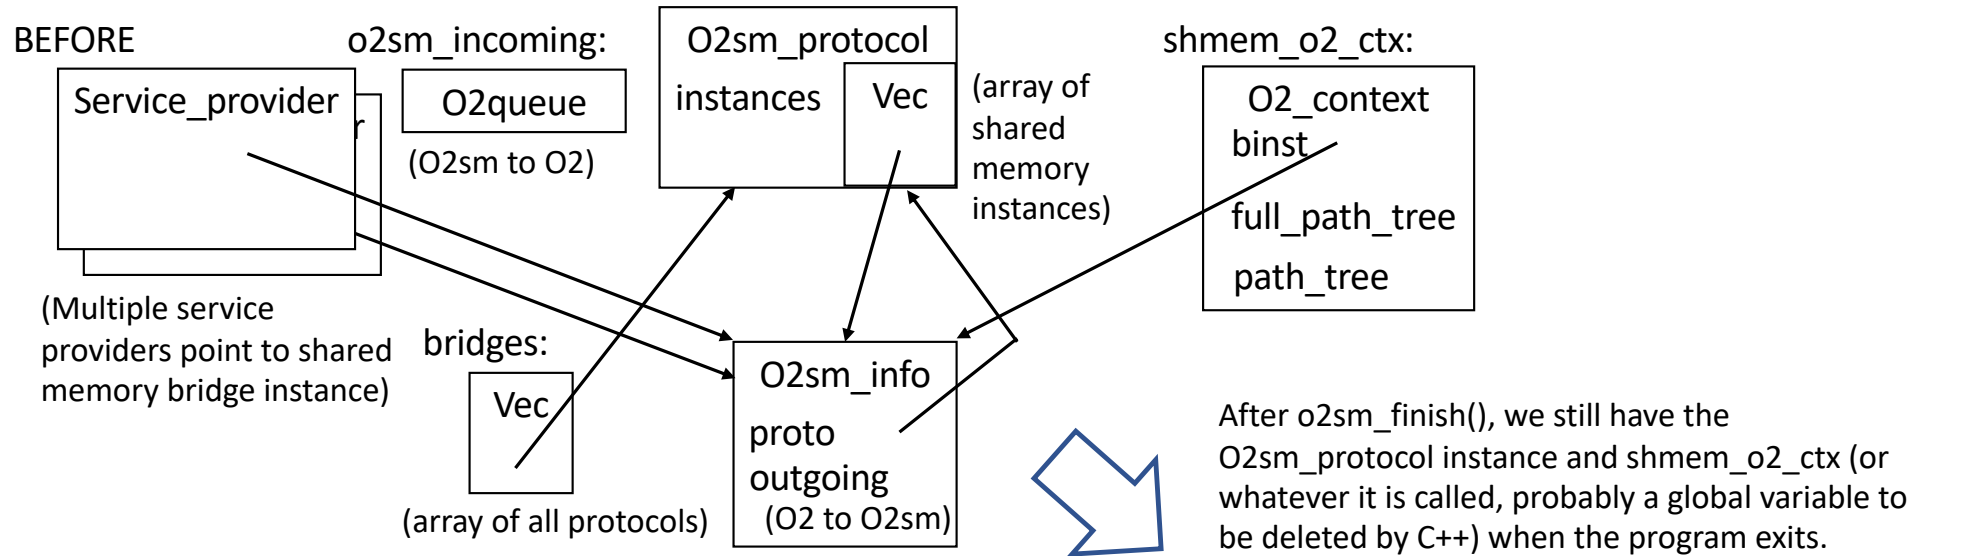 BEFORE
o2sm_incoming:
O2sm_protocol
shmem_o2_ctx:
Service_provider
r
O2queue
(O2sm to O2)
instances
Vec
(array of
shared
memory
instances)
O2_context
binst
full_path_tree
path_tree
(Multiple service
providers point to shared
memory bridge instance)
bridges:
Vec
(array of all protocols)
O2sm_info
proto
outgoing
(O2 to O2sm)
After o2sm_finish(), we still have the
O2sm_protocol instance and shmem_o2_ctx (or
whatever it is called, probably a global variable to
be deleted by C++) when the program exits.